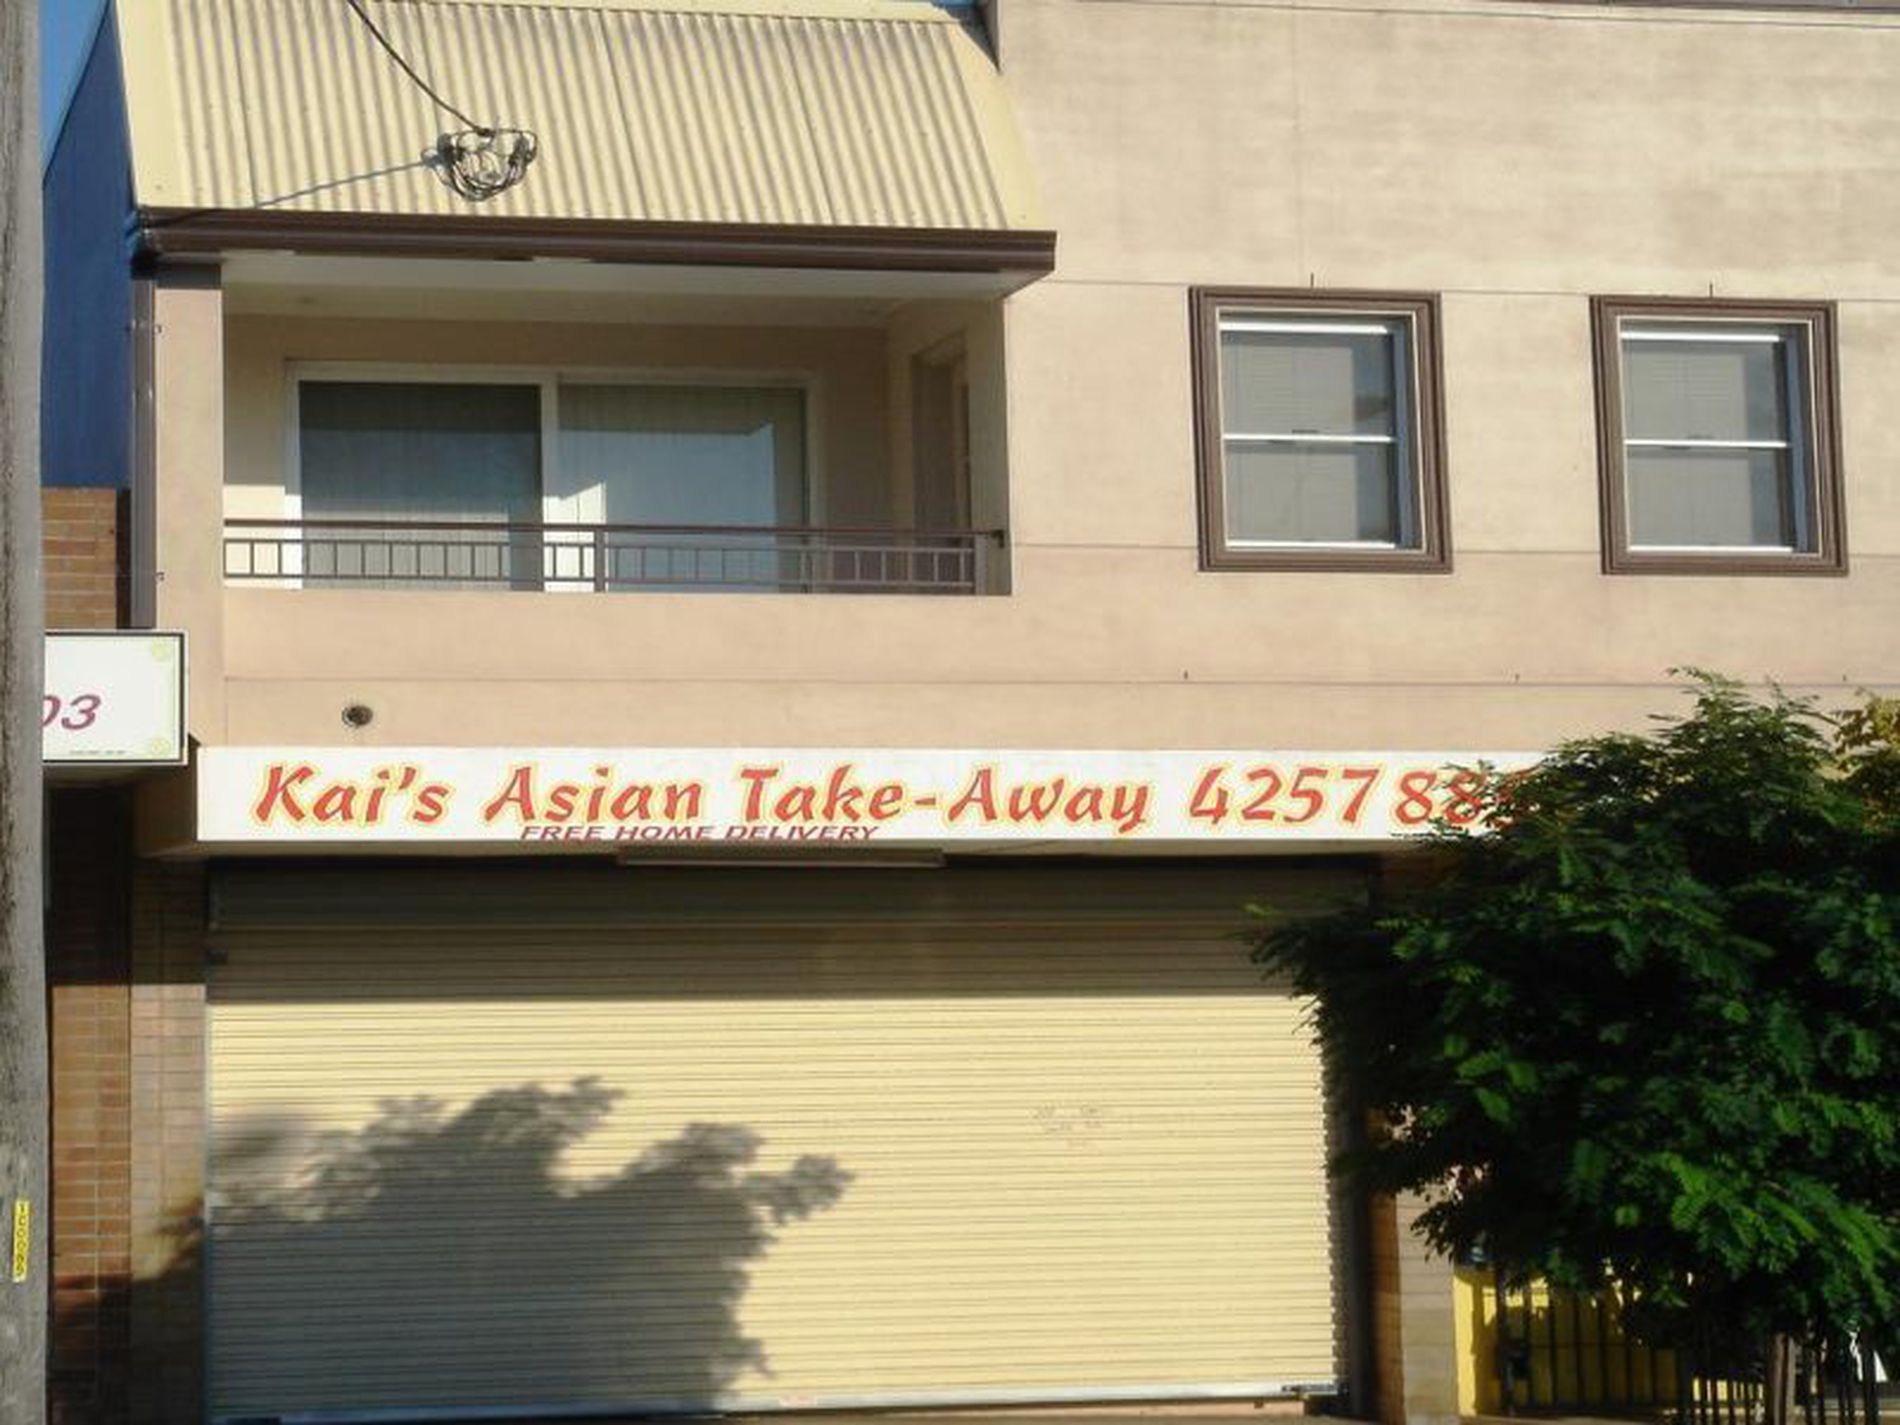 03
Kai's Asian Take-Away 4257 88
FREE HOME DELIVERY